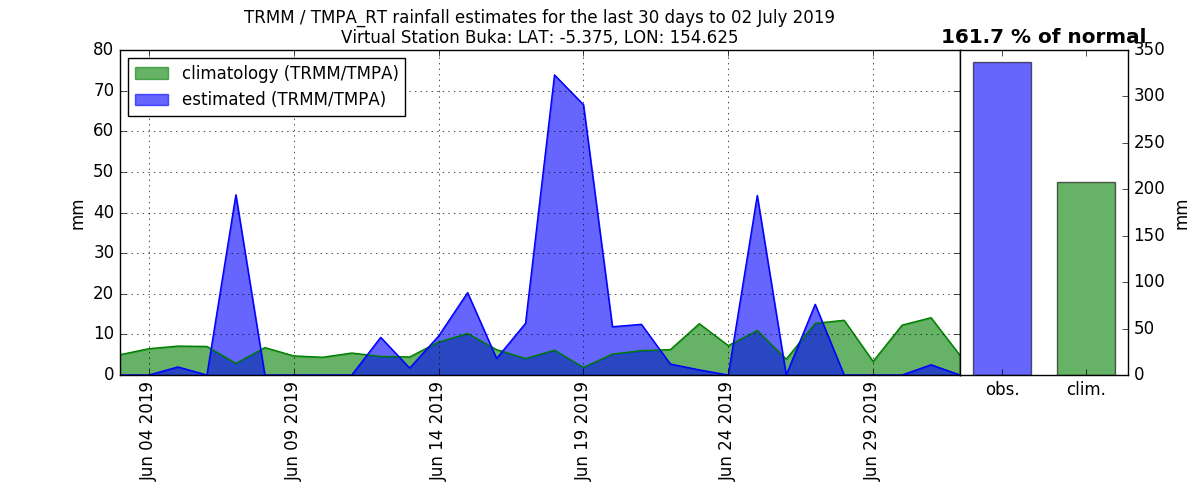 TRMM / TMPA_RT rainfall estimates for the last 30 days to 02 July 2019
Virtual Station Buka: LAT: -5.375, LON: 154.625
161.7 % of normal
climatology (TRMM/TMPA)
estimated (TRMM/TMPA)
mm
80
70
60
50
40
30
20
10
0
Jun 04 2019
Jun 09 2019
Jun 14 2019
Jun 19 2019
Jun 24 2019
Jun 29 2019
obs.
clim.
350
300
250
200
150
100
50
0
mm